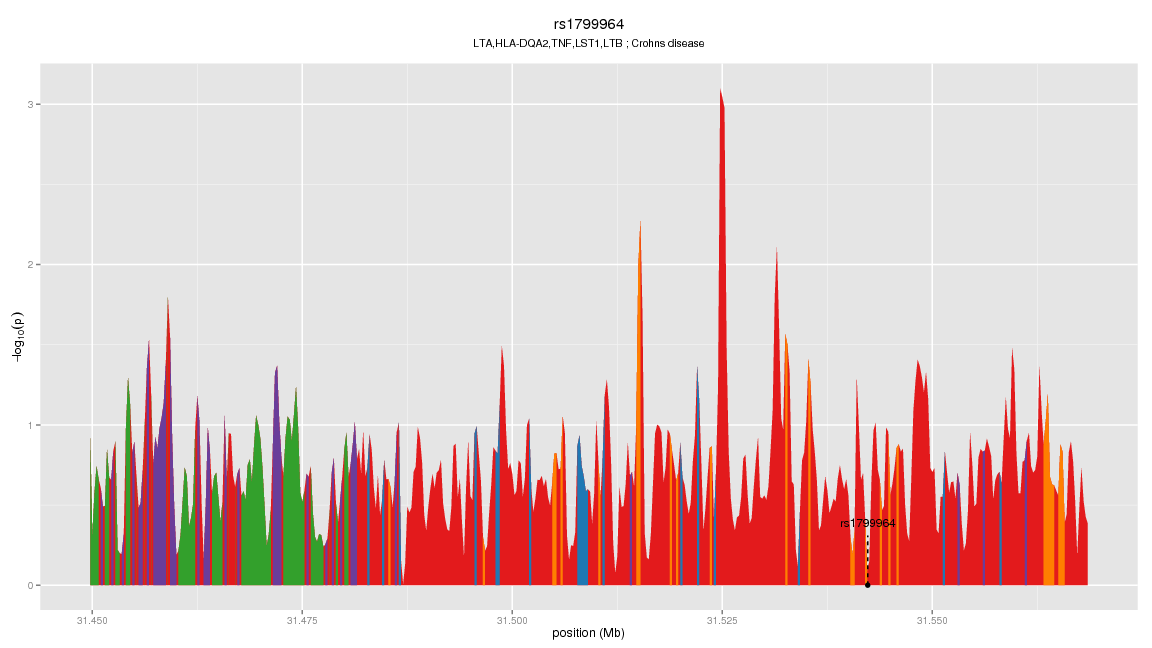 rs1799964
LTA,HLA-DQA2,TNF,LST1,LTB ; Crohns disease
−log10(p)
3
2
1
0
rs1799964
31.450 31.475 31.500 31.525 31.550
position (Mb)